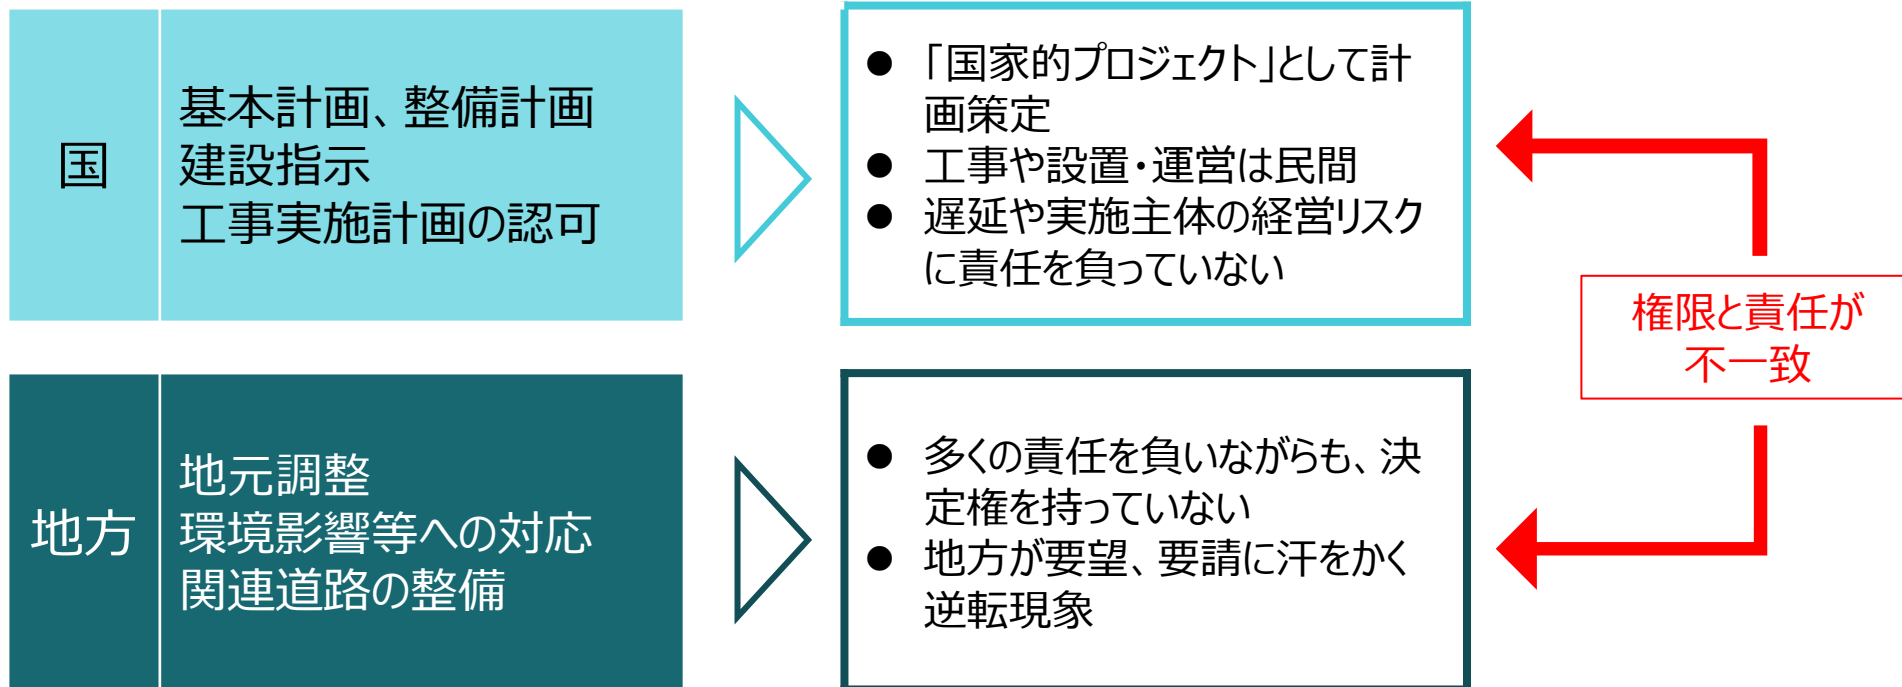 国
基本計画、整備計画
建設指示
工事実施計画の認可
● 「国家的プロジェクト」として計
画策定
● 工事や設置・運営は民間
● 遅延や実施主体の経営リスク
に責任を負っていない
権限と責任が
不一致
地方
地元調整
環境影響等への対応
関連道路の整備
● 多くの責任を負いながらも、決
定権を持っていない
● 地方が要望、要請に汗をかく
逆転現象